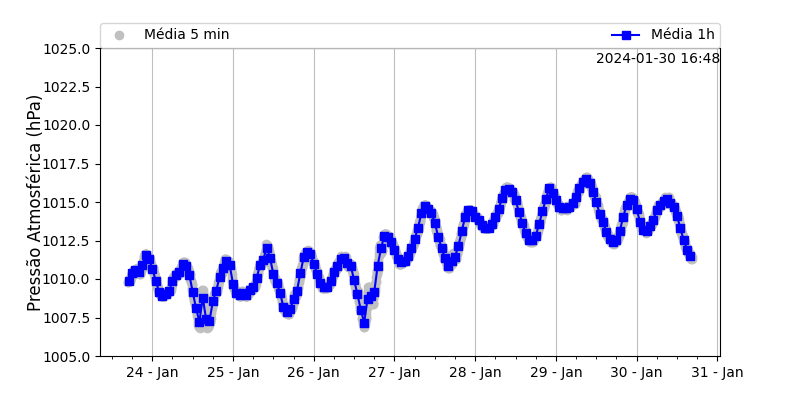 Média 5 min
Média 1h
2024-01-30 16:48
Pressão Atmosférica (hPa)
1025.0
1022.5
1020.0
1017.5
1015.0
1012.5
1010.0
1007.5
1005.0
24 - Jan
25 - Jan
26 - Jan
27 - Jan
28 - Jan
29 - Jan
30 - Jan
31 - Jan